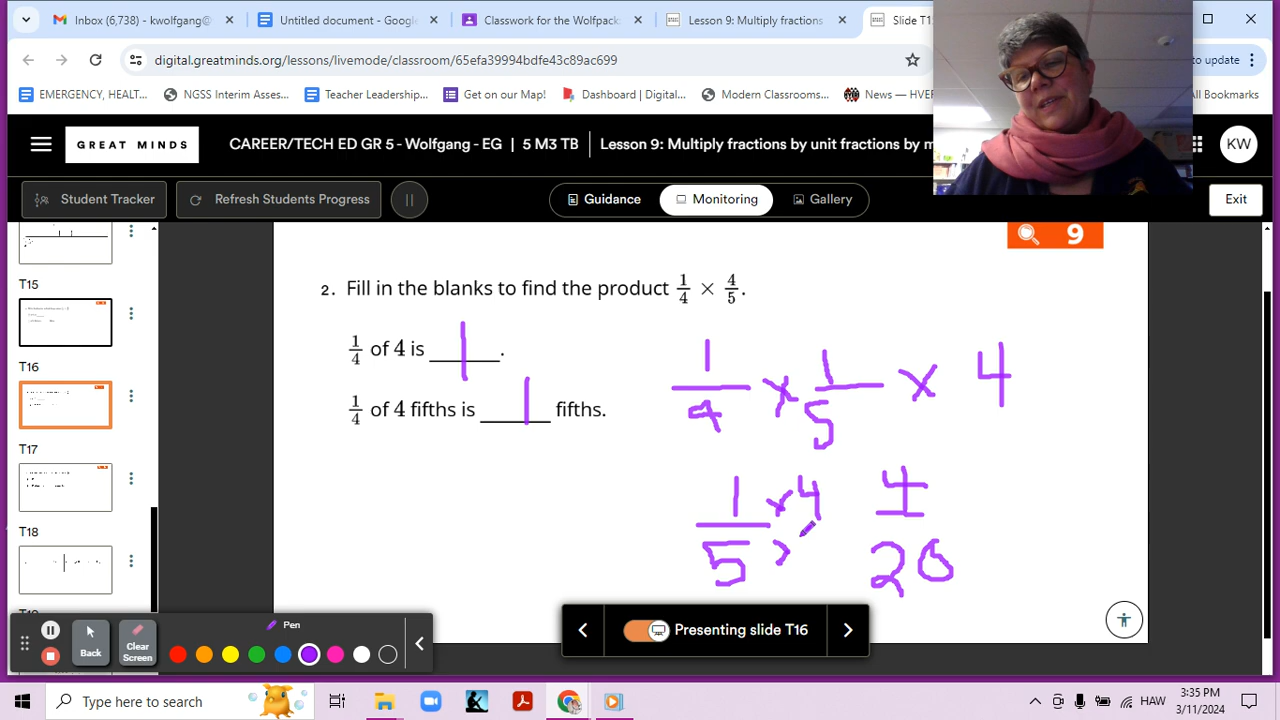 Inbox (6,738) - kwolfgang@
Untitled document - Google
Classwork for the Wolfpack
Lesson 9: Multiply fractions
Slide T1
digital.greatminds.org/lessons/livemode/classroom/65efa39994bdfe43c89ac699
to update
EMERGENCY, HEALT...
NGSS Interim Asses...
Teacher Leadership...
Get on our Map!
Dashboard | Digital...
Modern Classrooms...
News — HVER
All Bookmarks
GREAT MINDS
CAREER/TECH ED GR 5 - Wolfgang - EG | 5 M3 TB
Lesson 9: Multiply fractions by unit fractions by m
KW
Student Tracker
Refresh Students Progress
Guidance
Monitoring
Gallery
Exit
9
2. Fill in the blanks to find the product 1/4 × 4/5.
1/4 of 4 is 1.
1/4 of 4 fifths is 1 fifths.
1/4 x 1/5 x 4
1 x 4
5
4
20
T15
T16
T17
T18
Pen
Back
Clear Screen
Presenting slide T16
Type here to search
HAW
3:35 PM
3/11/2024